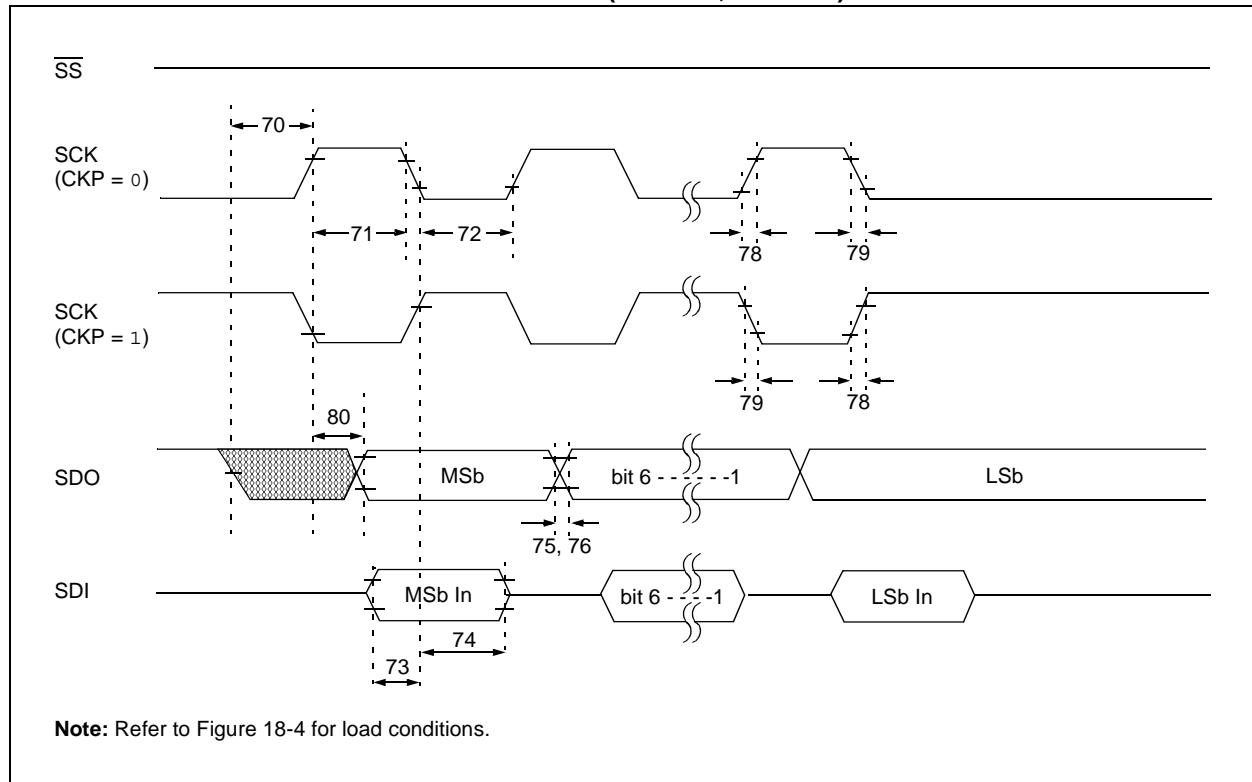 SS
70
SCK
(CKP = 0)
71
72
78
79
SCK
(CKP = 1)
79
78
80
SDO
MSb
bit 6 - - - - - -1
LSb
75, 76
SDI
MSb In
bit 6 - - - - -1
LSb In
74
73
Note: Refer to Figure 18-4 for load conditions.